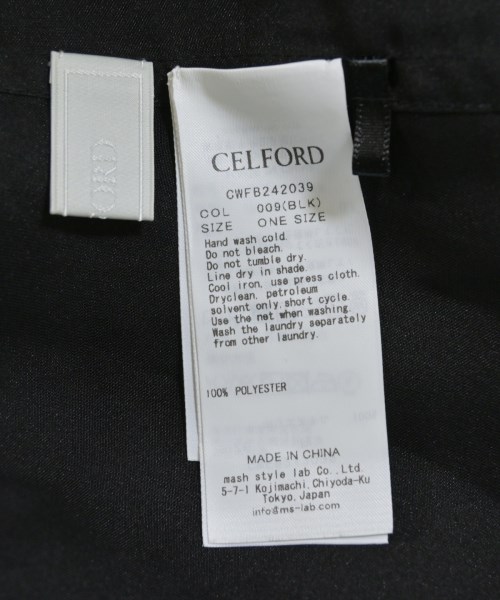 CELFORD
CWFB242039
COL 009(BLK)
SIZE ONE SIZE
Hand wash cold.
Do not bleach.
Do not tumble dry.
Line dry in shade.
Cool iron, use press cloth.
Dryclean, petroleum
solvent only,short cycle.
Use the net when washing.
Wash the laundry separately
from other laundry.
100% POLYESTER
MADE IN CHINA
mash style lab Co.,Ltd.
5-7-1 Kojimachi,Chiyoda-Ku
Tokyo,Japan
info@ms-lab.com
ORD